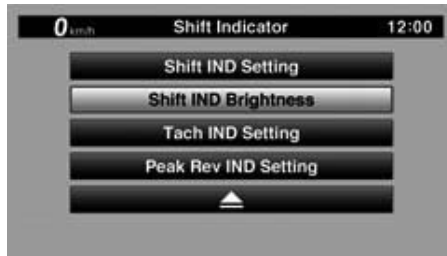 0 km/h Shift Indicator 12:00
Shift IND Setting
Shift IND Brightness
Tach IND Setting
Peak Rev IND Setting